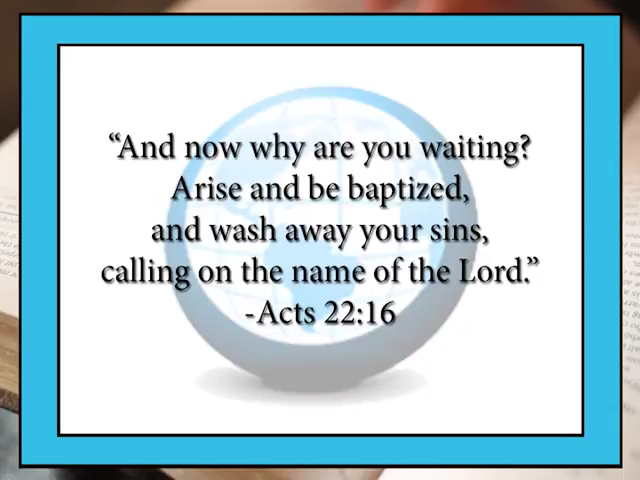 “And now why are you waiting?
Arise and be baptized,
and wash away your sins,
calling on the name of the Lord.”
-Acts 22:16